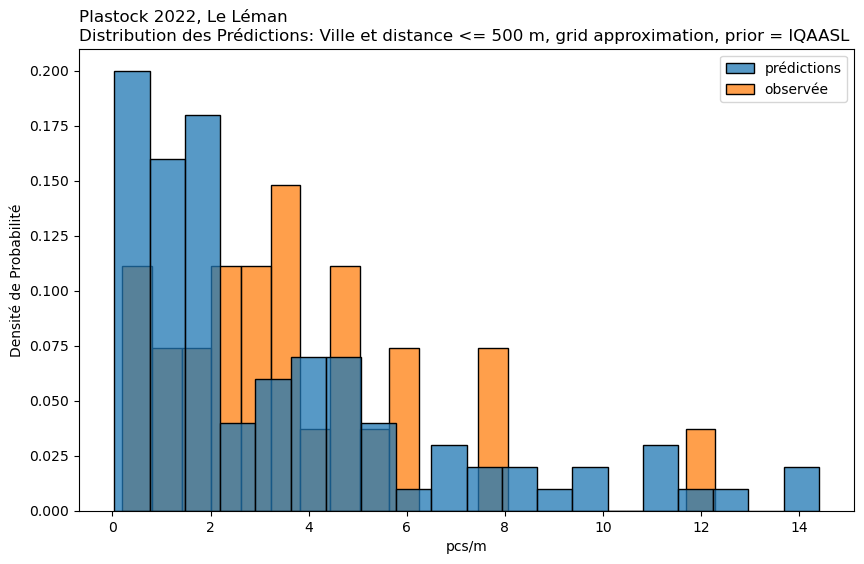 Plastock 2022, Le Léman
Distribution des Prédictions: Ville et distance <= 500 m, grid approximation, prior = IQAASL
prédictions
observée
Densité de Probabilité
0.200
0.175
0.150
0.125
0.100
0.075
0.050
0.025
0.000
0 2 4 6 8 10 12 14
pcs/m